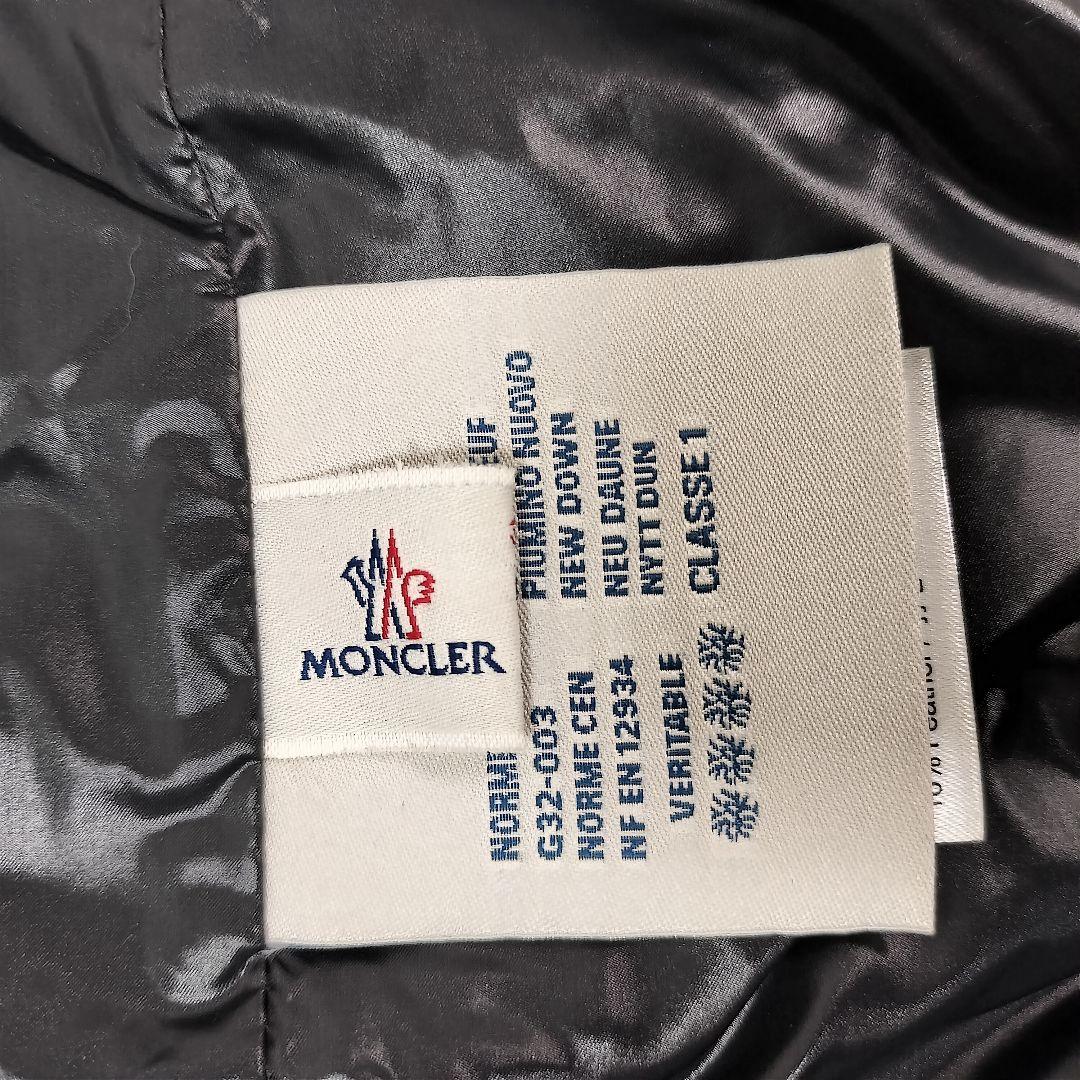 MONCLER
NORME
G32-003
NORME CEN
NF EN 12934
VERITABLE
PIUMINO NUOVO
NEW DOWN
NEU DAUNE
NYTT DUN
CLASSE 1